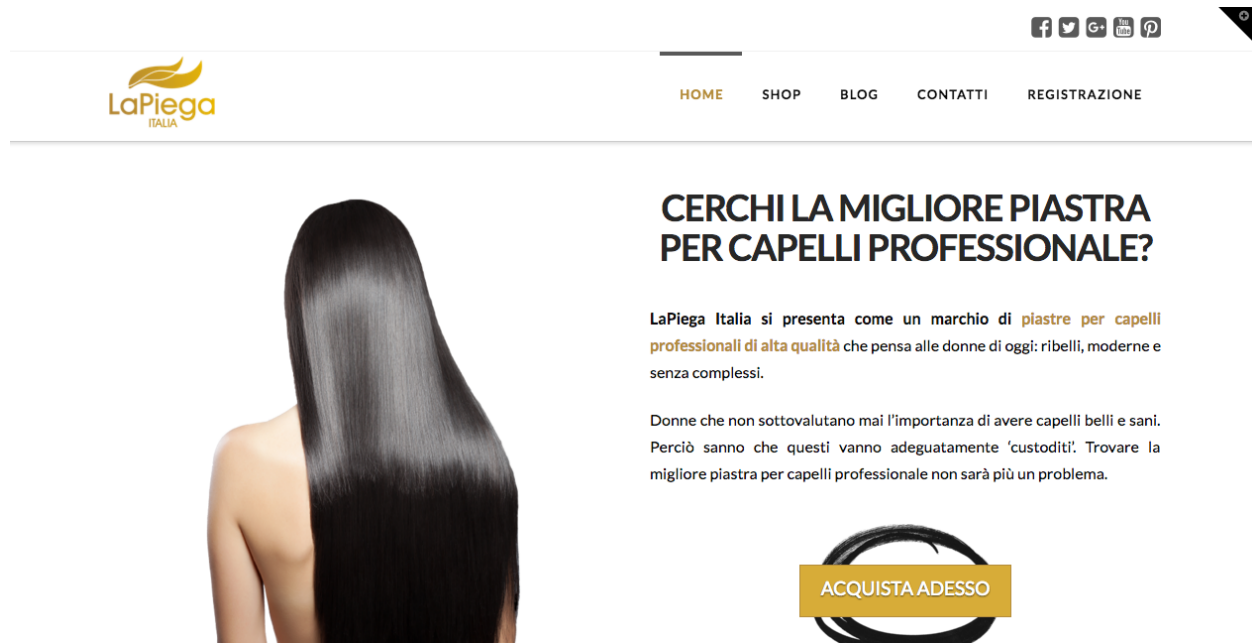 You Tube
LaPiega
ITALIA
HOME SHOP BLOG CONTATTI REGISTRAZIONE
CERCHI LA MIGLIORE PIASTRA
PER CAPELLI PROFESSIONALE?
LaPiega Italia si presenta come un marchio di piastre per capelli
professionali di alta qualità che pensa alle donne di oggi: ribelli, moderne e
senza complessi.
Donne che non sottovalutano mai l’importanza di avere capelli belli e sani.
Perciò sanno che questi vanno adeguatamente ‘custoditi’. Trovare la
migliore piastra per capelli professionale non sarà più un problema.
ACQUISTA ADESSO